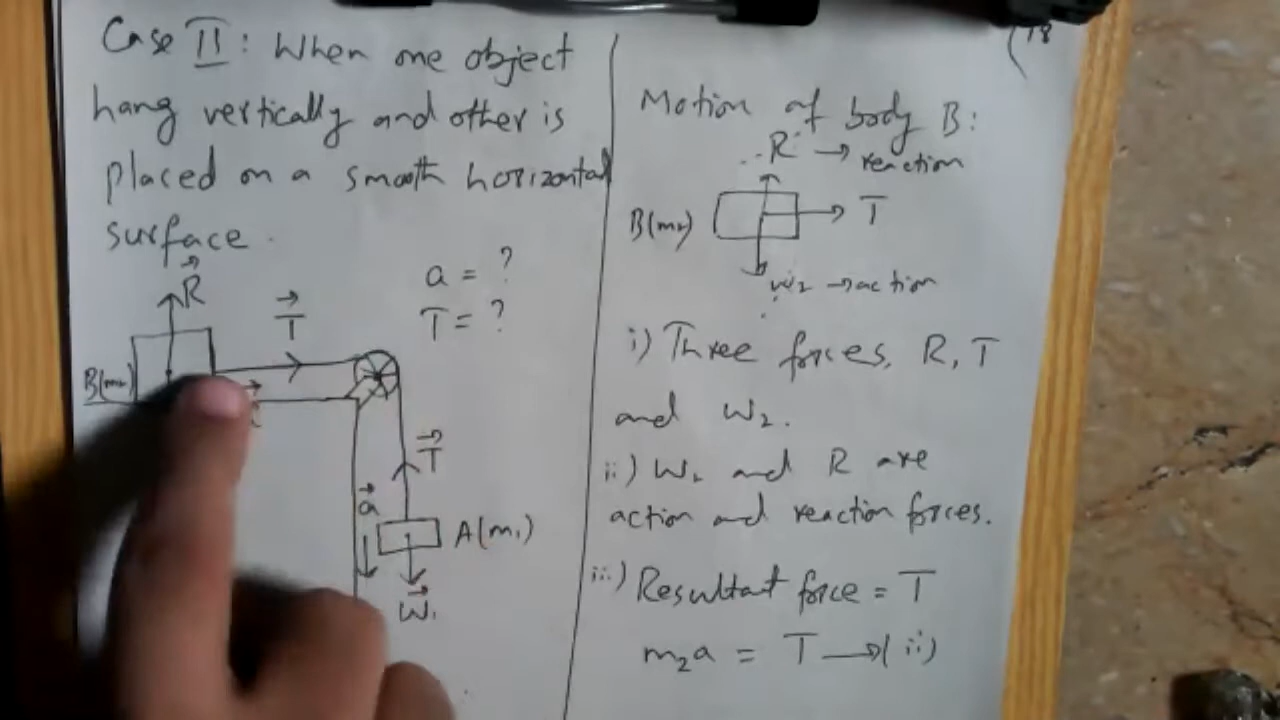 Case II: When one object
hang vertically and other is
placed on a smooth horizontal
surface.
a = ?
T = ?
R
T
B(m₂)
T
a
A(m₁)
W₁
(18
Motion of body B:
R → reaction
B(m₂)
T
W₂ → action
i) Three forces, R, T
and W₂.
ii) W₂ and R are
action and reaction forces.
iii) Resultant force = T
m₂a = T → (ii)